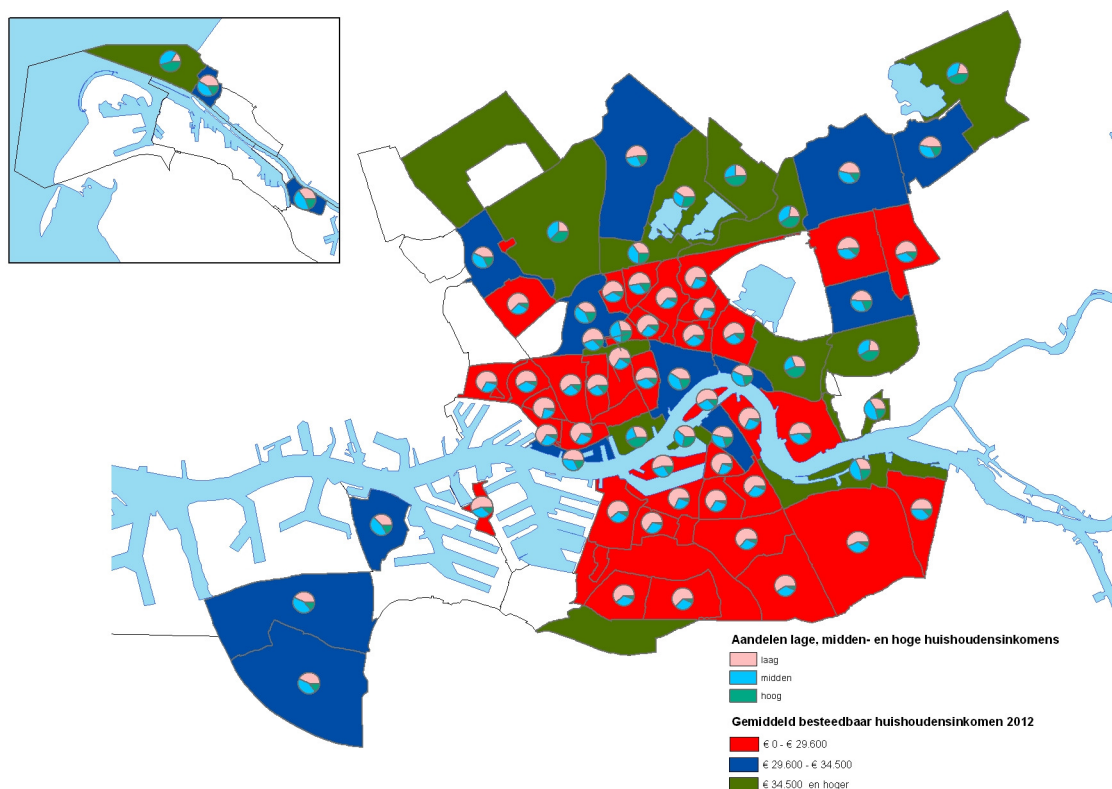 Aandelen lage, midden- en hoge huishoudensinkomens
laag
midden
hoog
Gemiddeld besteedbaar huishoudensinkomen 2012
€ 0 - € 29.600
€ 29.600 - € 34.500
€ 34.500 en hoger